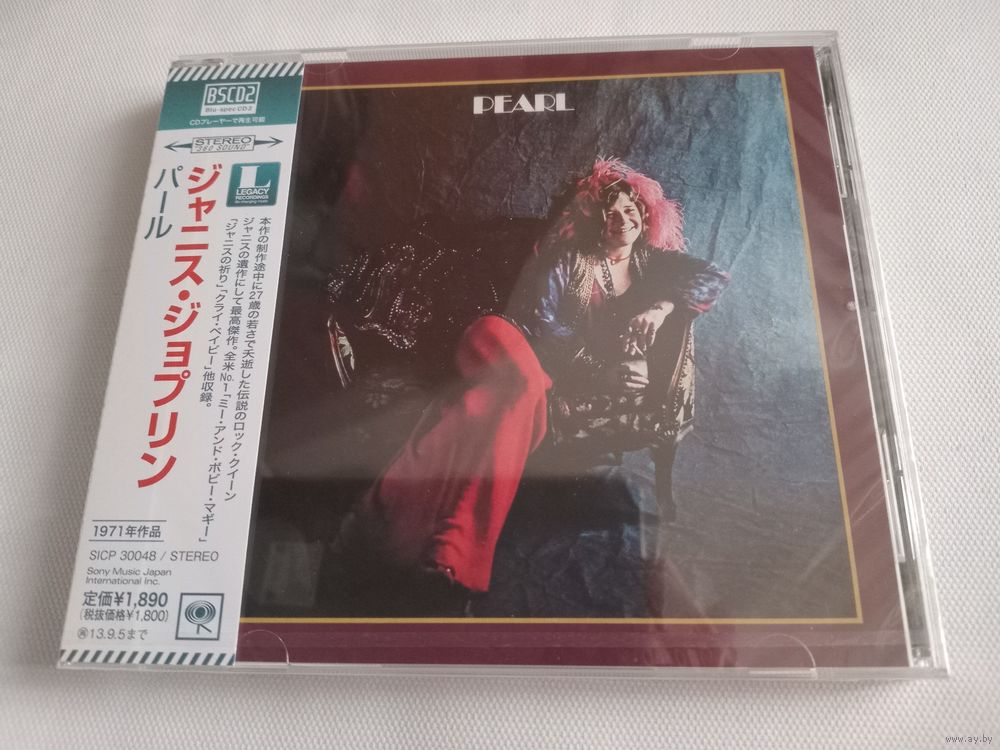 BSCD2
Blu-spec CD2
CDプレーヤーで再生可能
STEREO
"360 SOUND"
ジャニス・ジョプリン
パール
L
LEGACY
RECORDINGS
本作の制作途中に27歳の若さで夭逝した伝説のロック・クイーン
ジャニスの遺作にして最高傑作。全米No.1「ミー・アンド・ボビー・マギー」
「ジャニスの祈り」「クライ・ベイビー」他収録。
1971年作品
SICP 30048 / STEREO
Sony Music Japan
International Inc.
定価¥1,890
(税抜価格¥1,800)
13.9.5まで
PEARL
www.ay.by